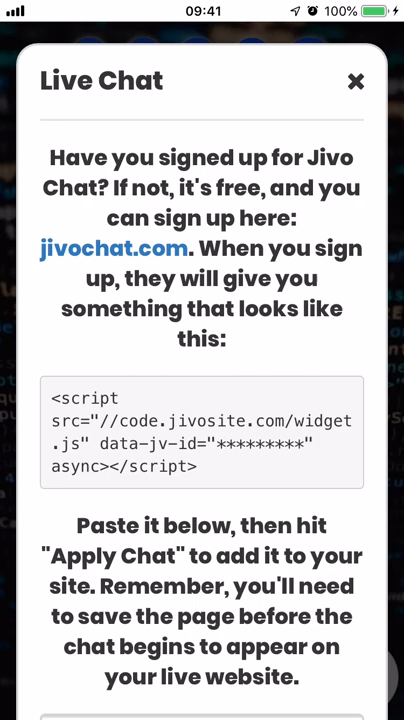 09:41
100%
Live Chat
Have you signed up for Jivo
Chat? If not, it's free, and you
can sign up here:
jivochat.com. When you sign
up, they will give you
something that looks like
this:
<script
src="//code.jivosite.com/widget
.js" data-jv-id="*********"
async></script>
Paste it below, then hit
"Apply Chat" to add it to your
site. Remember, you'll need
to save the page before the
chat begins to appear on
your live website.